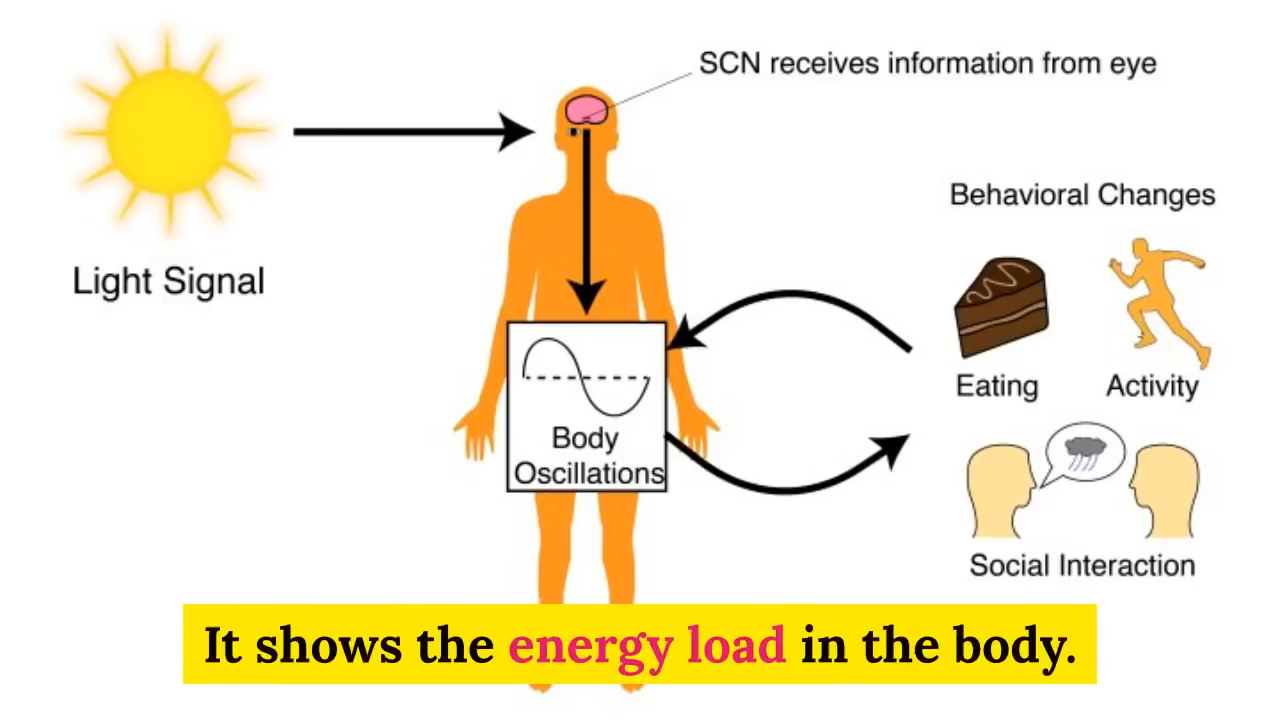 SCN receives information from eye
Light Signal
Behavioral Changes
Eating
Activity
Body
Oscillations
Social Interaction
It shows the energy load in the body.